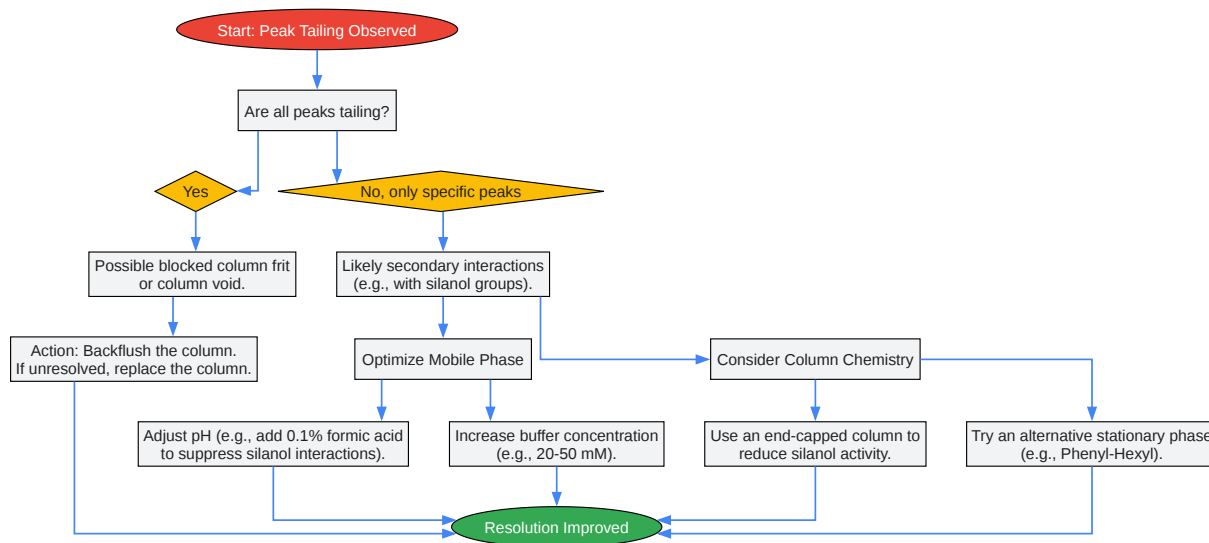 Start: Peak Tailing Observed
Are all peaks tailing?
Yes
No, only specific peaks
Possible blocked column frit
or column void.
Likely secondary interactions
(e.g., with silanol groups).
Action: Backflush the column.
If unresolved, replace the column.
Optimize Mobile Phase
Consider Column Chemistry
Adjust pH (e.g., add 0.1% formic acid
to suppress silanol interactions).
Increase buffer concentration
(e.g., 20-50 mM).
Use an end-capped column to
reduce silanol activity.
Try an alternative stationary phase
(e.g., Phenyl-Hexyl).
Resolution Improved